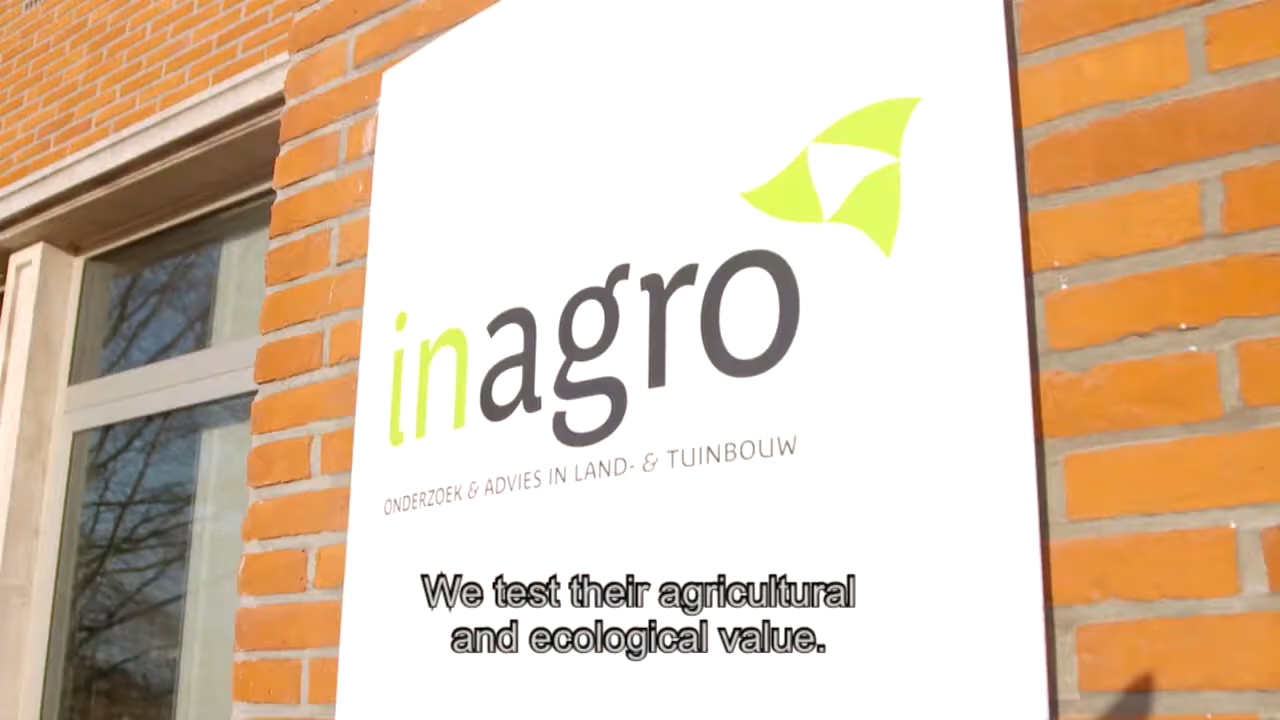 inagro
ONDERZOEK & ADVIES IN LAND- & TUINBOUW
We test their agricultural
and ecological value.